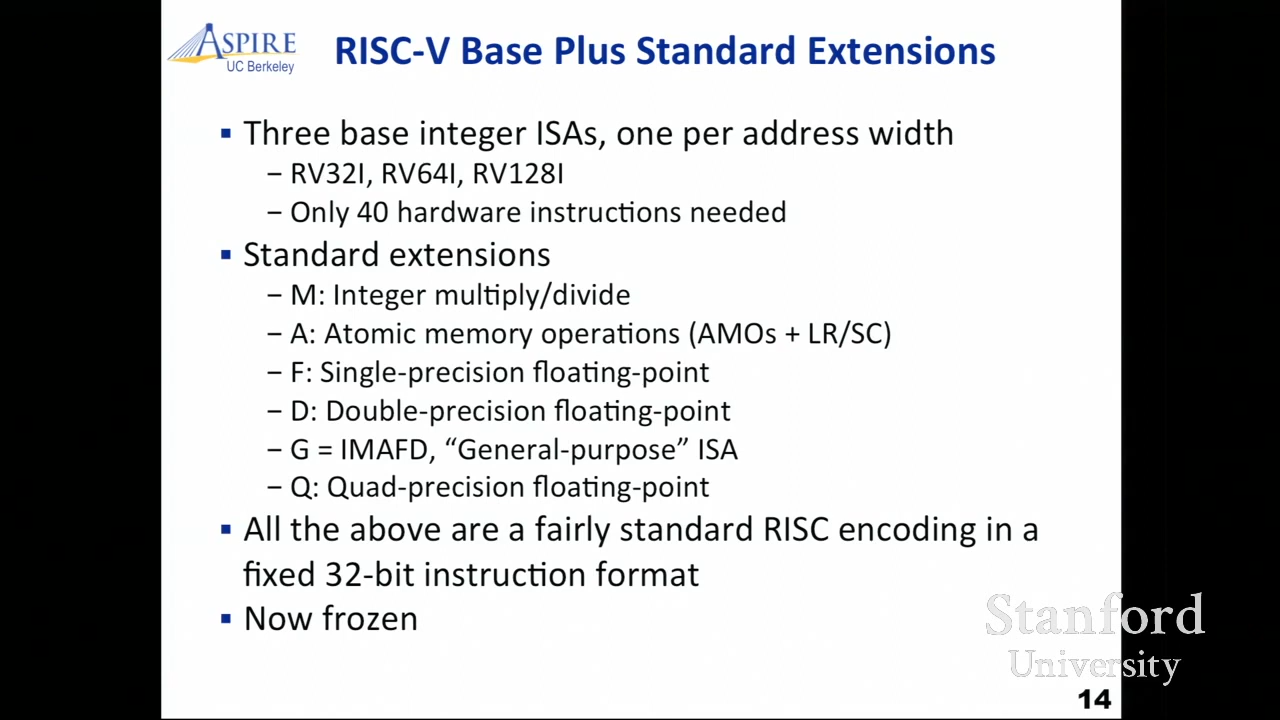 ASPIRE
UC Berkeley
RISC-V Base Plus Standard Extensions
▪ Three base integer ISAs, one per address width
– RV32I, RV64I, RV128I
– Only 40 hardware instructions needed
▪ Standard extensions
– M: Integer multiply/divide
– A: Atomic memory operations (AMOs + LR/SC)
– F: Single-precision floating-point
– D: Double-precision floating-point
– G = IMAFD, “General-purpose” ISA
– Q: Quad-precision floating-point
▪ All the above are a fairly standard RISC encoding in a
fixed 32-bit instruction format
▪ Now frozen
Stanford
University
14